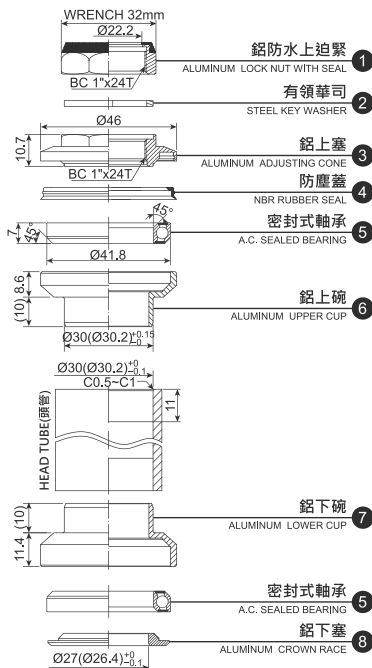 WRENCH 32mm
Ø22.2
BC 1"x24T
鋁防水上迫緊
ALUMINUM LOCK NUT WITH SEAL
1
有領華司
STEEL KEY WASHER
2
Ø46
10.7
BC 1"x24T
鋁上塞
ALUMINUM ADJUSTING CONE
3
防塵蓋
NBR RUBBER SEAL
4
45°
7
45°
Ø41.8
密封式軸承
A.C. SEALED BEARING
5
8.6
(10)
Ø30(Ø30.2)+0.15 -0
鋁上碗
ALUMINUM UPPER CUP
6
Ø30(Ø30.2)+0 -0.1
C0.5~C1
11
HEAD TUBE(頭管)
(10)
11.4
鋁下碗
ALUMINUM LOWER CUP
7
密封式軸承
A.C. SEALED BEARING
5
鋁下塞
ALUMINUM CROWN RACE
8
Ø27(Ø26.4)+0 -0.1